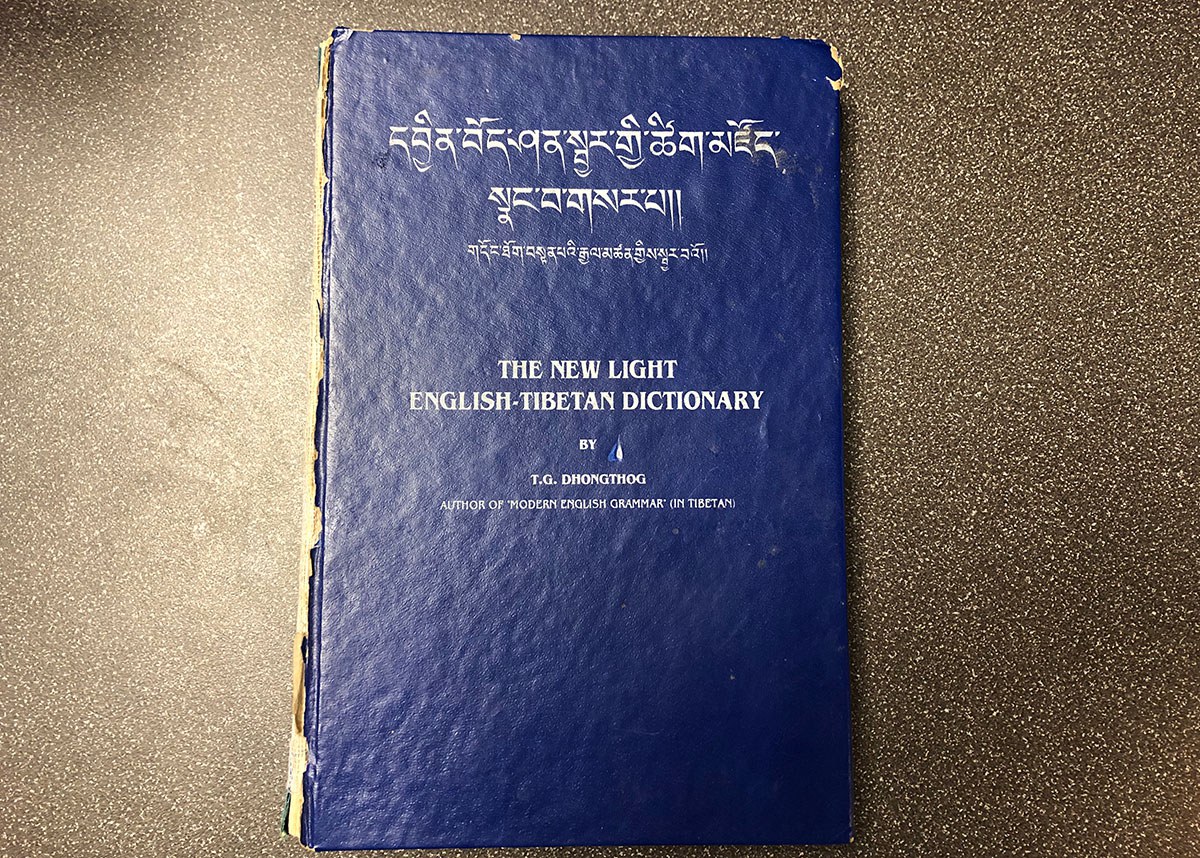 དབྱིན་བོད་ཤན་སྦྱར་གྱི་ཚིག་མཛོད་
སྣང་བ་གསར་པ།།
གདོང་ཐོག་བསྟན་པའི་རྒྱལ་མཚན་གྱིས་སྦྱར་བའོ།།
THE NEW LIGHT
ENGLISH-TIBETAN DICTIONARY
BY
T.G. DHONGTHOG
AUTHOR OF "MODERN ENGLISH GRAMMAR" (IN TIBETAN)